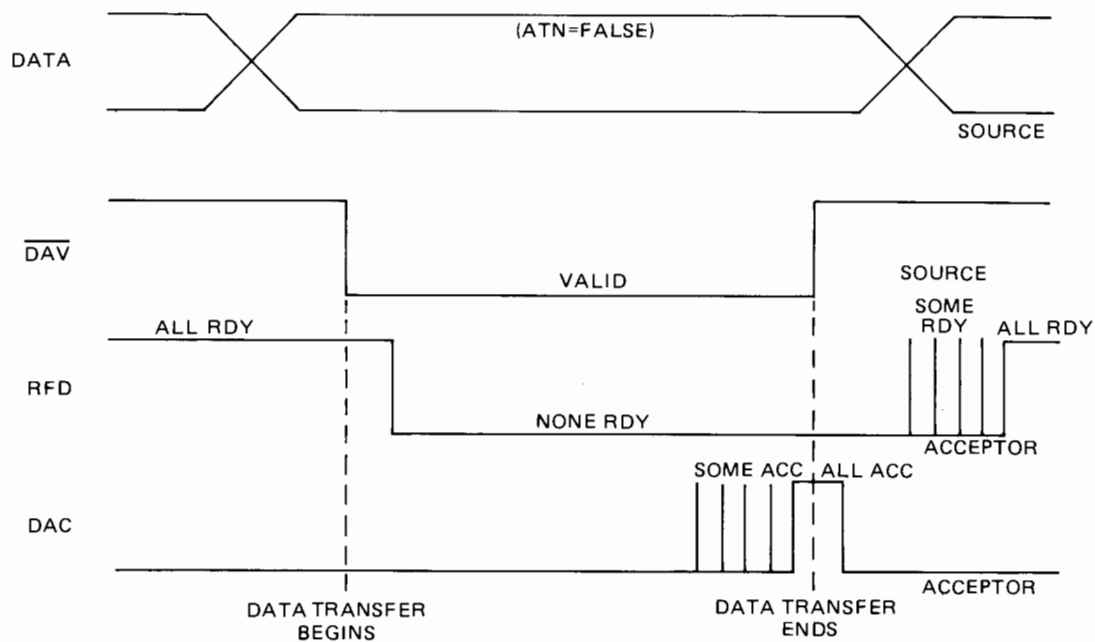 (ATN=FALSE)
DATA
SOURCE
DAV
VALID
SOURCE
SOME
RDY
ALL RDY
ALL RDY
RFD
NONE RDY
ACCEPTOR
SOME ACC
ALL ACC
DAC
ACCEPTOR
DATA TRANSFER
BEGINS
DATA TRANSFER
ENDS